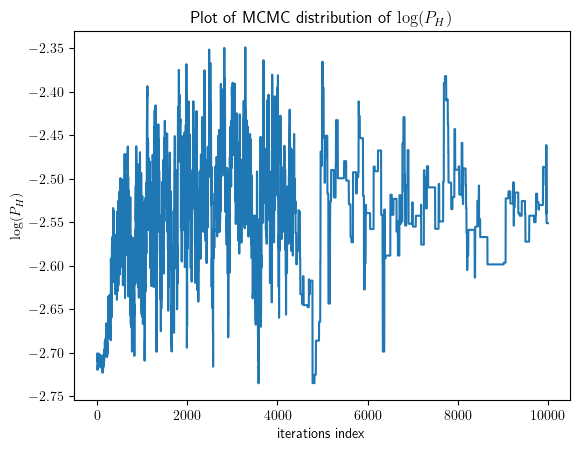 Plot of MCMC distribution of log(P_H)
log(P_H)
−2.35
−2.40
−2.45
−2.50
−2.55
−2.60
−2.65
−2.70
−2.75
0 2000 4000 6000 8000 10000
iterations index